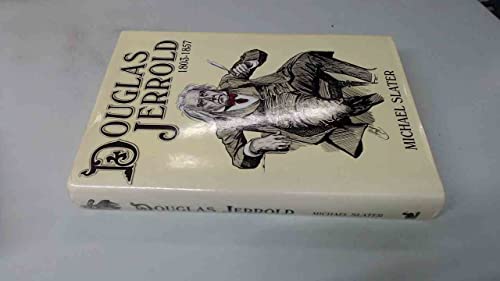 DOUGLAS
JERROLD
1803-1857
MICHAEL SLATER
DOUGLAS JERROLD MICHAEL SLATER